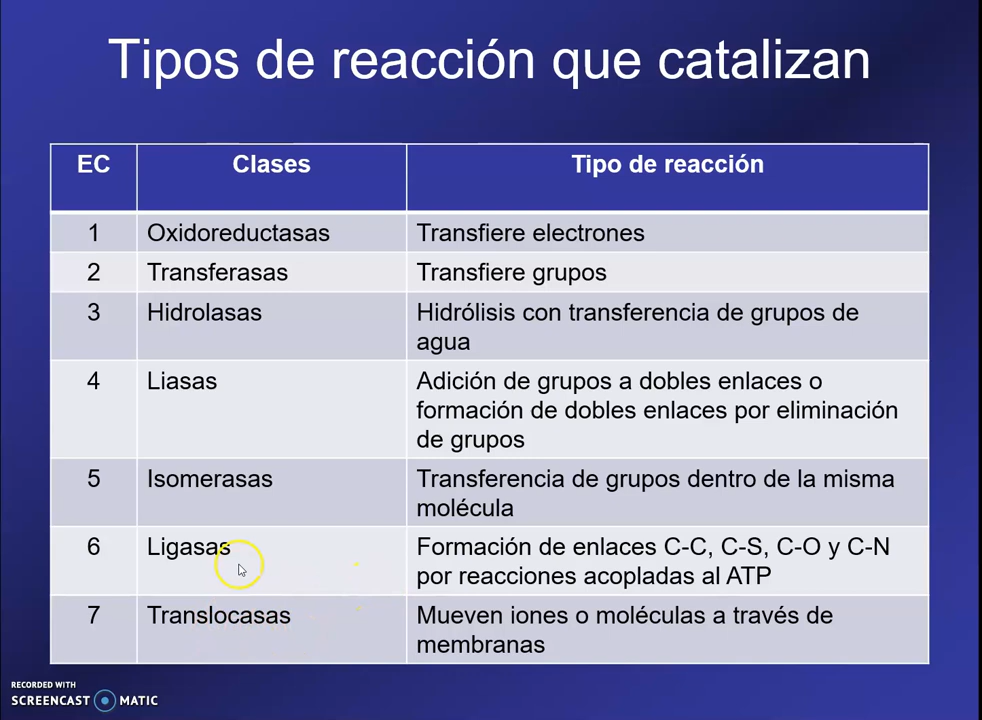 Tipos de reacción que catalizan
EC Clases Tipo de reacción
1 Oxidoreductasas Transfiere electrones
2 Transferasas Transfiere grupos
3 Hidrolasas Hidrólisis con transferencia de grupos de
agua
4 Liasas Adición de grupos a dobles enlaces o
formación de dobles enlaces por eliminación
de grupos
5 Isomerasas Transferencia de grupos dentro de la misma
molécula
6 Ligasas Formación de enlaces C-C, C-S, C-O y C-N
por reacciones acopladas al ATP
7 Translocasas Mueven iones o moléculas a través de
membranas
RECORDED WITH
SCREENCAST MATIC